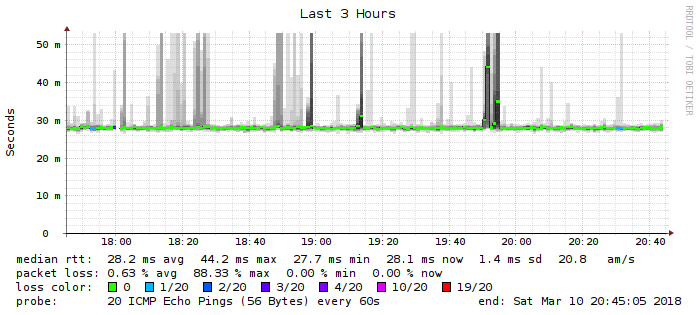 Last 3 Hours
RRDTOOL / TOBI OETIKER
Seconds
50 m
40 m
30 m
20 m
10 m
0
18:00 18:20 18:40 19:00 19:20 19:40 20:00 20:20 20:40
median rtt: 28.2 ms avg 44.2 ms max 27.7 ms min 28.1 ms now 1.4 ms sd 20.8 am/s
packet loss: 0.63 % avg 88.33 % max 0.00 % min 0.00 % now
loss color: 0 1/20 2/20 3/20 4/20 10/20 19/20
probe: 20 ICMP Echo Pings (56 Bytes) every 60s end: Sat Mar 10 20:45:05 2018